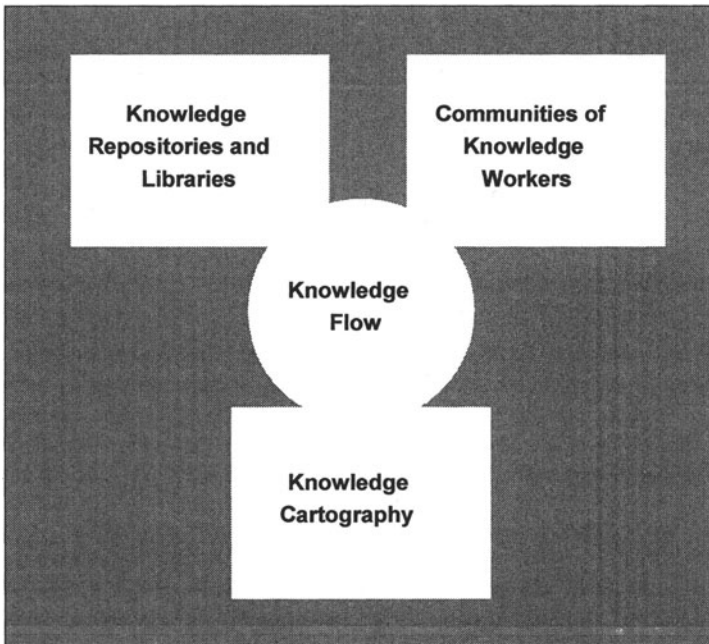 Knowledge
Repositories and
Libraries
Communities of
Knowledge
Workers
Knowledge
Flow
Knowledge
Cartography